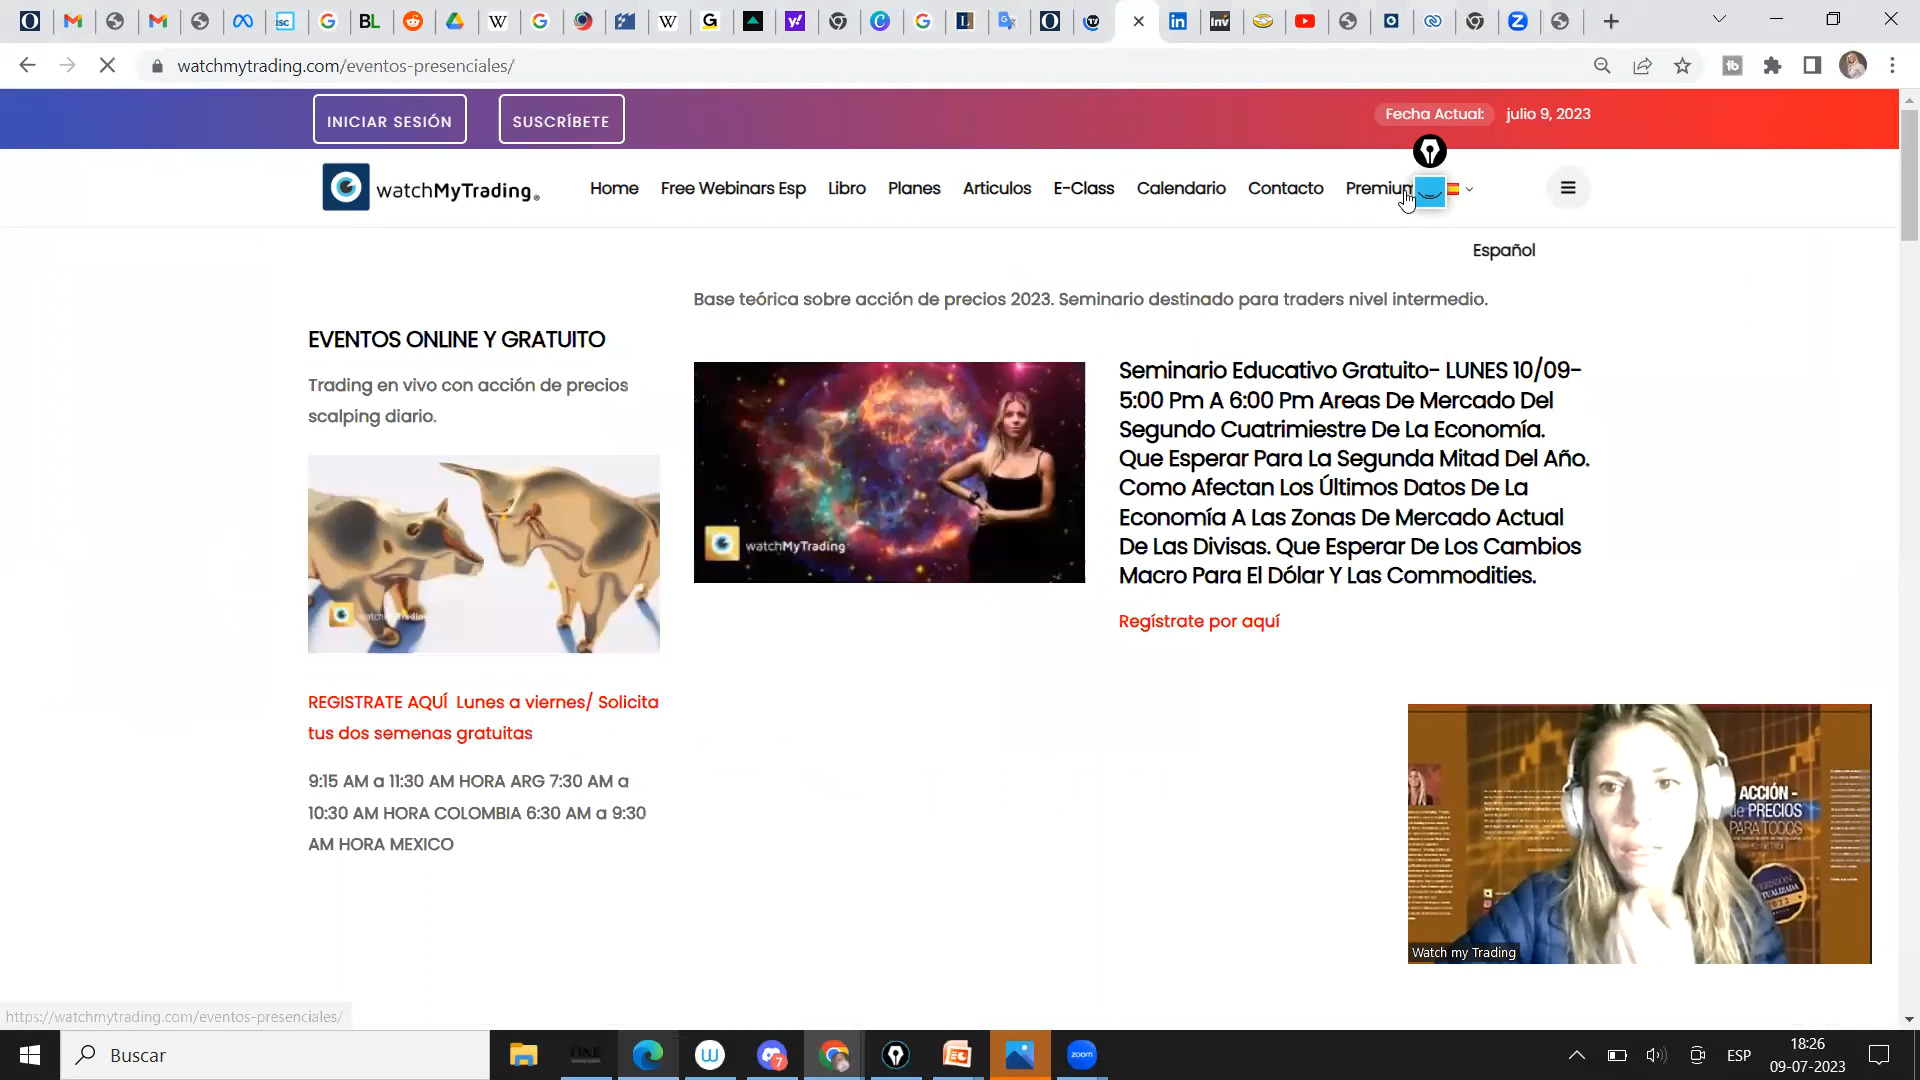 watchmytrading.com/eventos-presenciales/
INICIAR SESIÓN
SUSCRÍBETE
Fecha Actual: julio 9, 2023
watchMyTrading®
Home
Free Webinars Esp
Libro
Planes
Articulos
E-Class
Calendario
Contacto
Premium
Español
Base teórica sobre acción de precios 2023. Seminario destinado para traders nivel intermedio.
EVENTOS ONLINE Y GRATUITO
Trading en vivo con acción de precios
scalping diario.
watchMyTrading
REGISTRATE AQUÍ Lunes a viernes/ Solicita
tus dos semenas gratuitas
9:15 AM a 11:30 AM HORA ARG 7:30 AM a
10:30 AM HORA COLOMBIA 6:30 AM a 9:30
AM HORA MEXICO
watchMyTrading
Seminario Educativo Gratuito- LUNES 10/09-
5:00 Pm A 6:00 Pm Areas De Mercado Del
Segundo Cuatrimiestre De La Economía.
Que Esperar Para La Segunda Mitad Del Año.
Como Afectan Los Últimos Datos De La
Economía A Las Zonas De Mercado Actual
De Las Divisas. Que Esperar De Los Cambios
Macro Para El Dólar Y Las Commodities.
Regístrate por aquí
ACCIÓN -
de PRECIOS
PARA TODOS
2022
Watch my Trading
https://watchmytrading.com/eventos-presenciales/
Buscar
zoom
ESP
18:26
09-07-2023